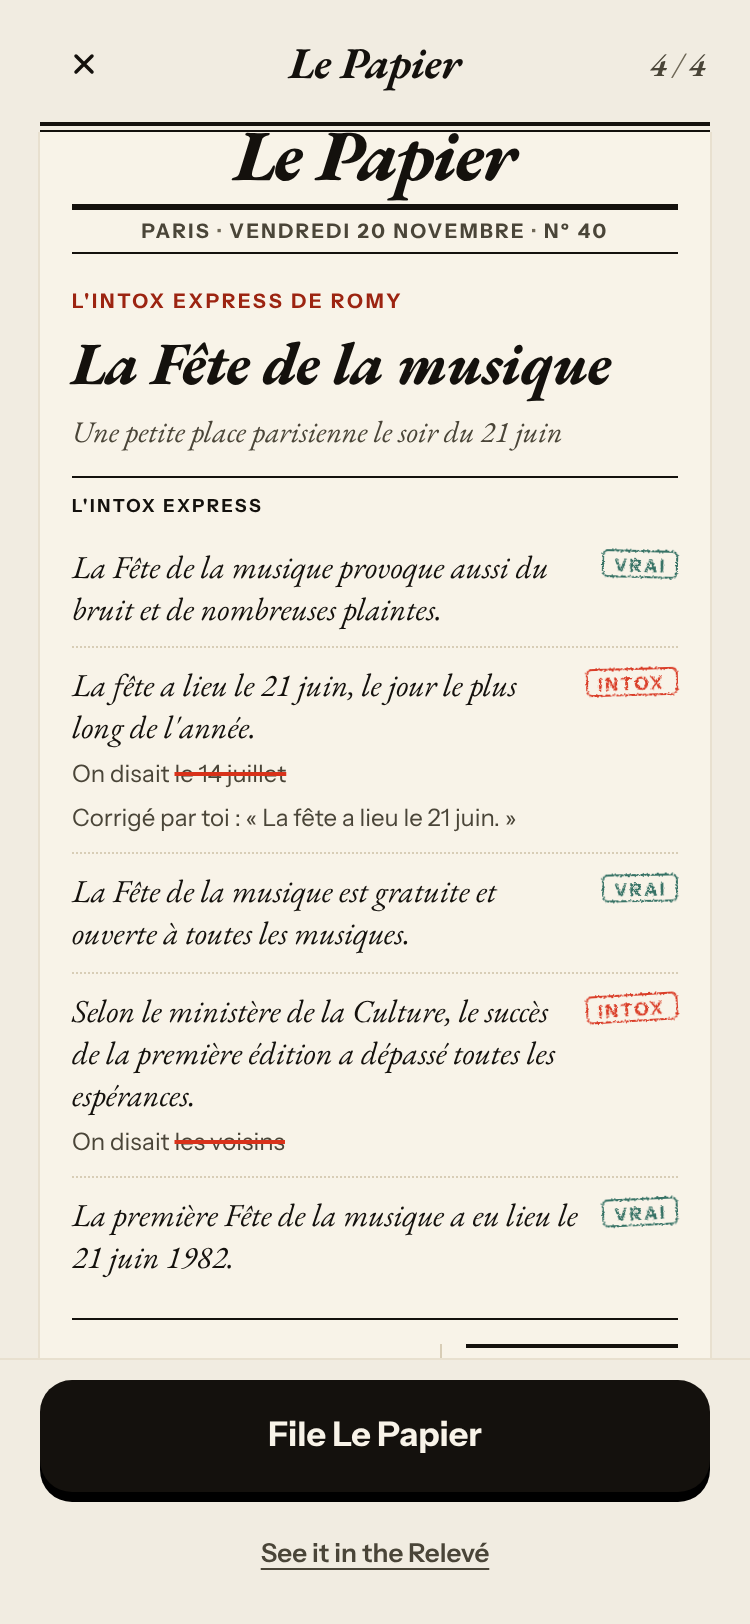 Le Papier
4 / 4
Le Papier
PARIS · VENDREDI 20 NOVEMBRE · N° 40
L'INTOX EXPRESS DE ROMY
La Fête de la musique
Une petite place parisienne le soir du 21 juin
L'INTOX EXPRESS
La Fête de la musique provoque aussi du
bruit et de nombreuses plaintes.
VRAI
La fête a lieu le 21 juin, le jour le plus
long de l'année.
INTOX
On disait le 14 juillet
Corrigé par toi : « La fête a lieu le 21 juin. »
La Fête de la musique est gratuite et
ouverte à toutes les musiques.
VRAI
Selon le ministère de la Culture, le succès
de la première édition a dépassé toutes les
espérances.
INTOX
On disait les voisins
La première Fête de la musique a eu lieu le
21 juin 1982.
VRAI
File Le Papier
See it in the Relevé